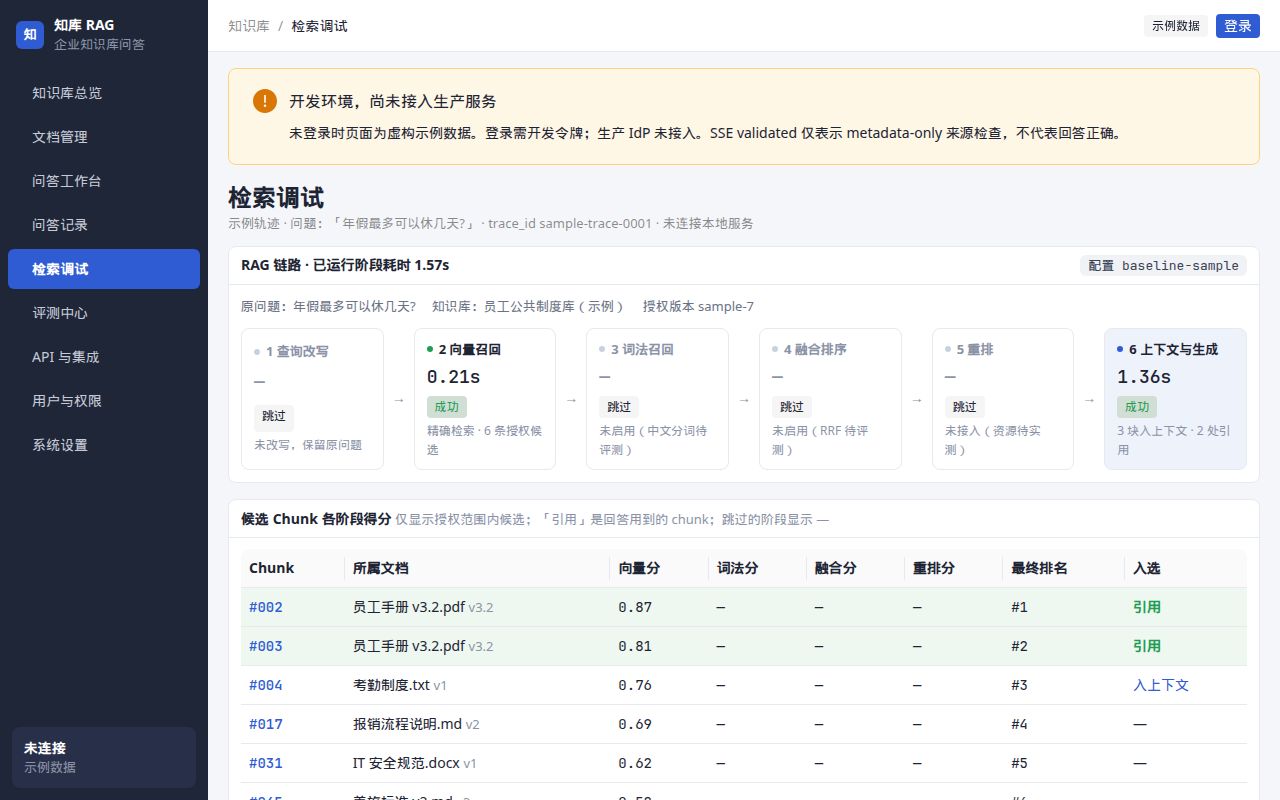 知
知库 RAG
企业知识库问答
知识库总览
文档管理
问答工作台
问答记录
检索调试
评测中心
API 与集成
用户与权限
系统设置
未连接
示例数据
知识库 / 检索调试
示例数据
登录
!
开发环境，尚未接入生产服务
未登录时页面为虚构示例数据。登录需开发令牌；生产 IdP 未接入。SSE validated 仅表示 metadata-only 来源检查，不代表回答正确。
检索调试
示例轨迹 · 问题：「年假最多可以休几天?」 · trace_id sample-trace-0001 · 未连接本地服务
RAG 链路 · 已运行阶段耗时 1.57s
配置 baseline-sample
原问题：年假最多可以休几天? 知识库：员工公共制度库（示例） 授权版本 sample-7
1 查询改写
—
跳过
未改写，保留原问题
→
2 向量召回
0.21s
成功
精确检索 · 6 条授权候
选
→
3 词法召回
—
跳过
未启用（中文分词待
评测）
→
4 融合排序
—
跳过
未启用（RRF 待评
测）
→
5 重排
—
跳过
未接入（资源待实
测）
→
6 上下文与生成
1.36s
成功
3 块入上下文 · 2 处引
用
候选 Chunk 各阶段得分 仅显示授权范围内候选；「引用」是回答用到的 chunk；跳过的阶段显示 —
Chunk 所属文档 向量分 词法分 融合分 重排分 最终排名 入选
#002 员工手册 v3.2.pdf v3.2 0.87 — — — #1 引用
#003 员工手册 v3.2.pdf v3.2 0.81 — — — #2 引用
#004 考勤制度.txt v1 0.76 — — — #3 入上下文
#017 报销流程说明.md v2 0.69 — — — #4 —
#031 IT 安全规范.docx v1 0.62 — — — #5 —